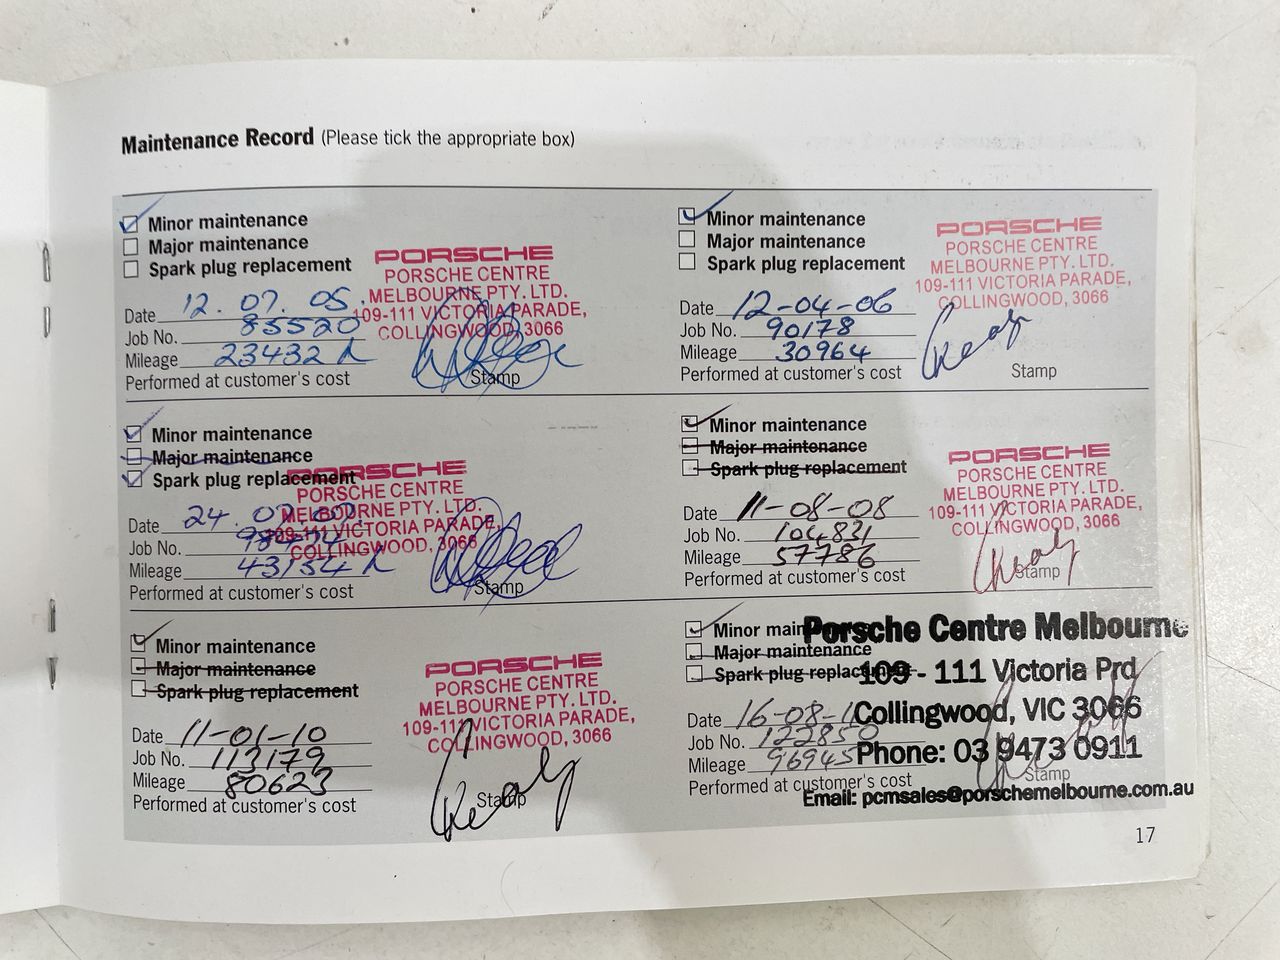 Maintenance Record (Please tick the appropriate box)
Minor maintenance
Major maintenance
Spark plug replacement
Date 12.07.05.
Job No. 85520
Mileage 23432
Performed at customer's cost
PORSCHE
PORSCHE CENTRE
MELBOURNE PTY. LTD.
109-111 VICTORIA PARADE,
COLLINGWOOD, 3066
Stamp
Minor maintenance
Major maintenance
Spark plug replacement
Date 12-04-06
Job No. 90178
Mileage 30964
Performed at customer's cost
PORSCHE
PORSCHE CENTRE
MELBOURNE PTY. LTD.
109-111 VICTORIA PARADE,
COLLINGWOOD, 3066
Stamp
Minor maintenance
Major maintenance
Spark plug replacement
Date 24.07.
Job No.
Mileage 43154
Performed at customer's cost
PORSCHE
PORSCHE CENTRE
MELBOURNE PTY. LTD.
109-111 VICTORIA PARADE,
COLLINGWOOD, 3066
Stamp
Minor maintenance
Major maintenance
Spark plug replacement
Date 11-08-08
Job No. 104831
Mileage 57786
Performed at customer's cost
PORSCHE
PORSCHE CENTRE
MELBOURNE PTY. LTD.
109-111 VICTORIA PARADE,
COLLINGWOOD, 3066
Stamp
Minor maintenance
Major maintenance
Spark plug replacement
Date 11-01-10
Job No. 113179
Mileage 80623
Performed at customer's cost
PORSCHE
PORSCHE CENTRE
MELBOURNE PTY. LTD.
109-111 VICTORIA PARADE,
COLLINGWOOD, 3066
Stamp
Minor
Major maintenance
Spark plug
Date 16-08-
Job No. 122850
Mileage 96945
Performed at customer's cost
Porsche Centre Melbourne
109 - 111 Victoria Prd
Collingwood, VIC 3066
Phone: 03 9473 0911
Stamp
Email: pcmsales@porschemelbourne.com.au
17